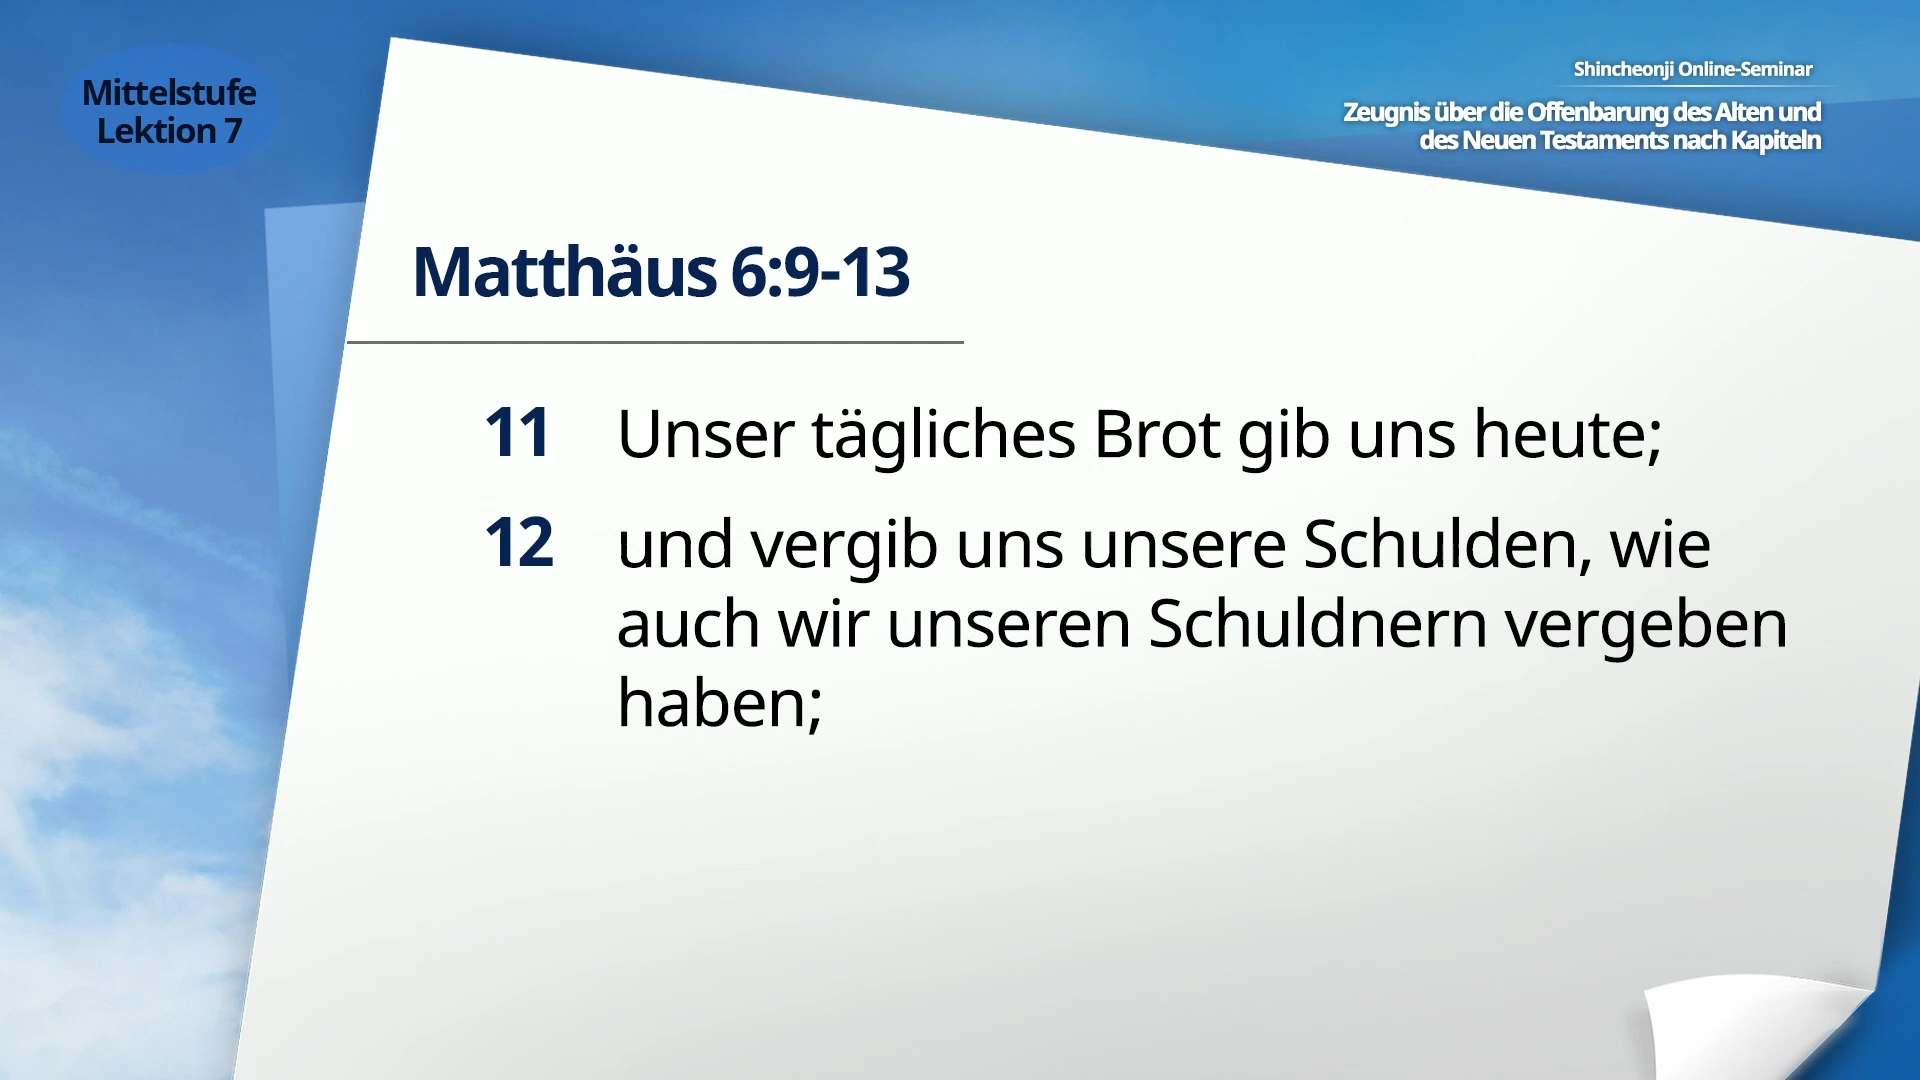 Mittelstufe
Lektion 7
Shincheonji Online-Seminar
Zeugnis über die Offenbarung des Alten und
des Neuen Testaments nach Kapiteln
Matthäus 6:9-13
11 Unser tägliches Brot gib uns heute;
12 und vergib uns unsere Schulden, wie
auch wir unseren Schuldnern vergeben
haben;